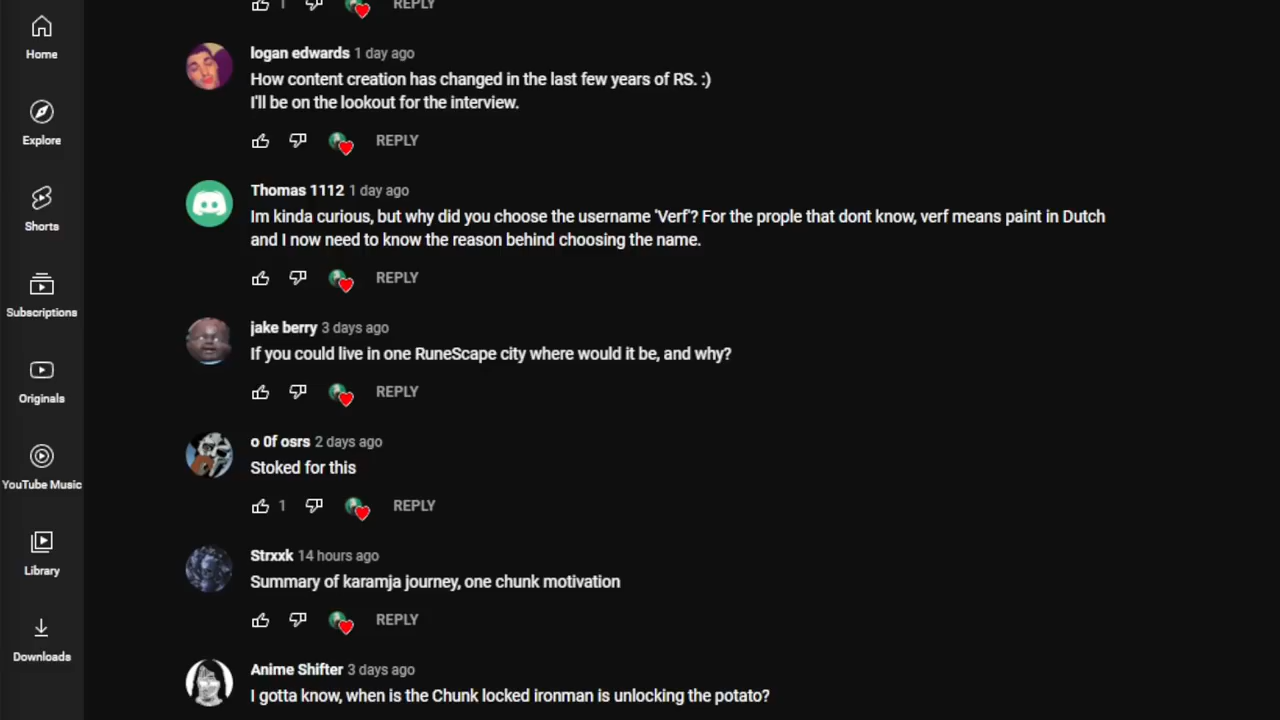 Home
Explore
Shorts
Subscriptions
Originals
YouTube Music
Library
Downloads
1
REPLY
logan edwards 1 day ago
How content creation has changed in the last few years of RS. :)
I'll be on the lookout for the interview.
REPLY
Thomas 1112 1 day ago
Im kinda curious, but why did you choose the username 'Verf'? For the prople that dont know, verf means paint in Dutch
and I now need to know the reason behind choosing the name.
REPLY
jake berry 3 days ago
If you could live in one RuneScape city where would it be, and why?
REPLY
o 0f osrs 2 days ago
Stoked for this
1 REPLY
Strxxk 14 hours ago
Summary of karamja journey, one chunk motivation
REPLY
Anime Shifter 3 days ago
I gotta know, when is the Chunk locked ironman is unlocking the potato?